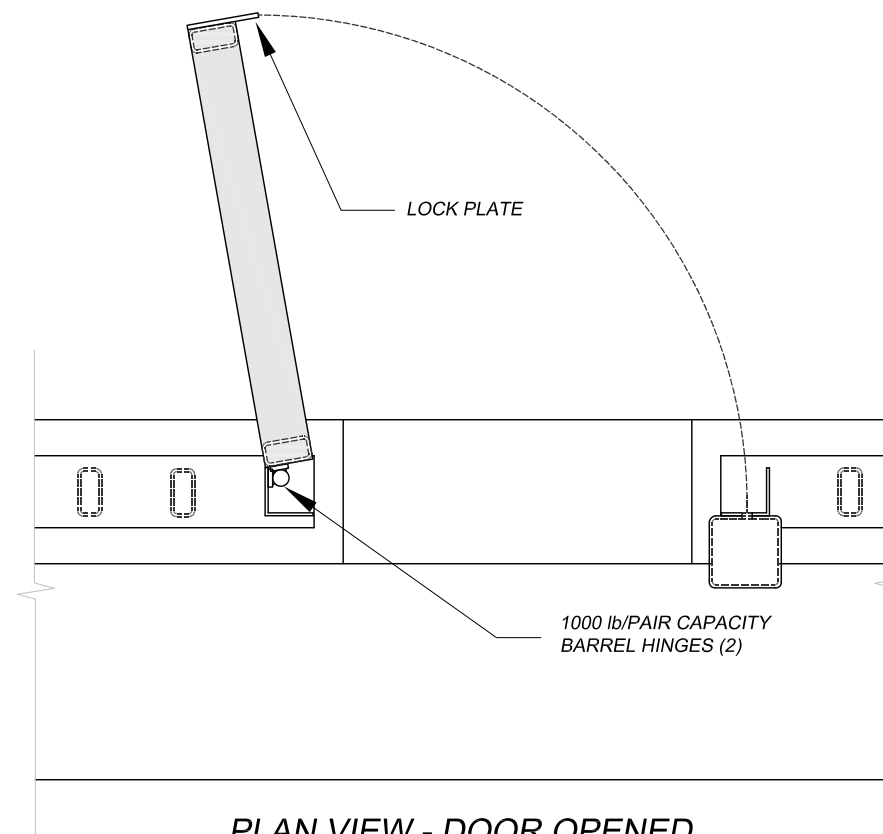 LOCK PLATE
1000 lb/PAIR CAPACITY
BARREL HINGES (2)
PLAN VIEW - DOOR OPENED